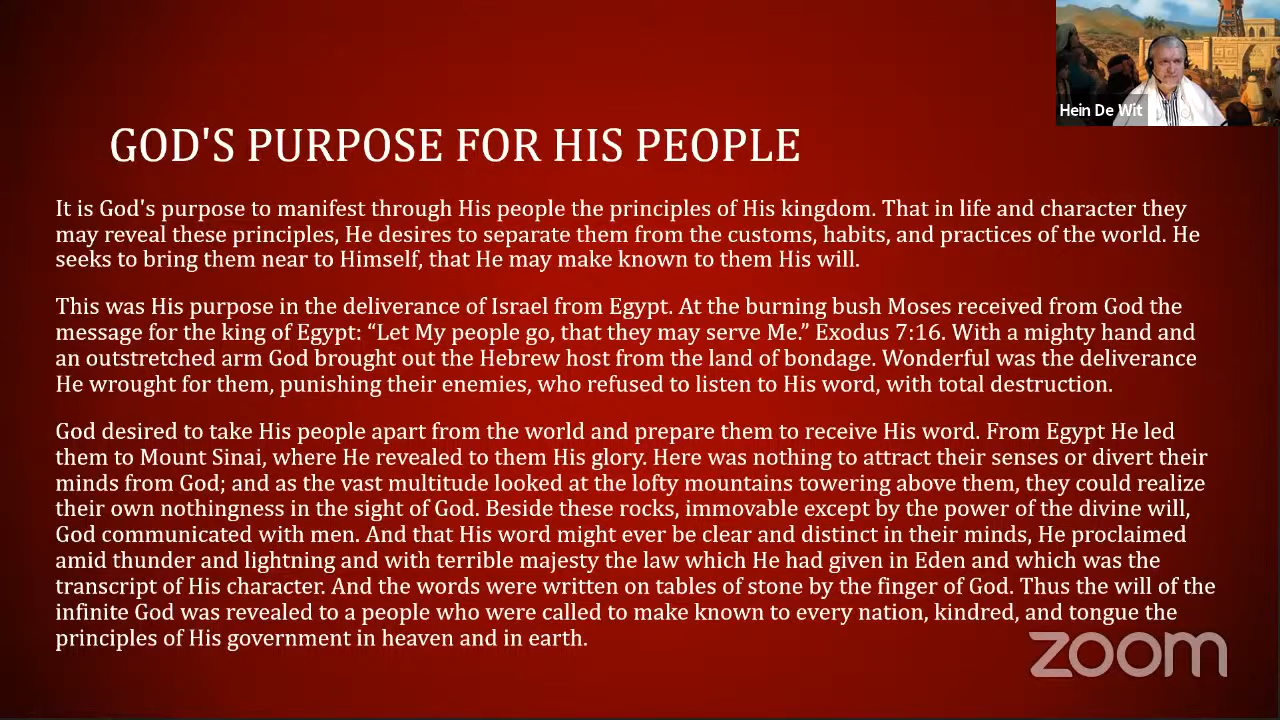 Hein De Wit
GOD'S PURPOSE FOR HIS PEOPLE
It is God's purpose to manifest through His people the principles of His kingdom. That in life and character they
may reveal these principles, He desires to separate them from the customs, habits, and practices of the world. He
seeks to bring them near to Himself, that He may make known to them His will.
This was His purpose in the deliverance of Israel from Egypt. At the burning bush Moses received from God the
message for the king of Egypt: “Let My people go, that they may serve Me.” Exodus 7:16. With a mighty hand and
an outstretched arm God brought out the Hebrew host from the land of bondage. Wonderful was the deliverance
He wrought for them, punishing their enemies, who refused to listen to His word, with total destruction.
God desired to take His people apart from the world and prepare them to receive His word. From Egypt He led
them to Mount Sinai, where He revealed to them His glory. Here was nothing to attract their senses or divert their
minds from God; and as the vast multitude looked at the lofty mountains towering above them, they could realize
their own nothingness in the sight of God. Beside these rocks, immovable except by the power of the divine will,
God communicated with men. And that His word might ever be clear and distinct in their minds, He proclaimed
amid thunder and lightning and with terrible majesty the law which He had given in Eden and which was the
transcript of His character. And the words were written on tables of stone by the finger of God. Thus the will of the
infinite God was revealed to a people who were called to make known to every nation, kindred, and tongue the
principles of His government in heaven and in earth.
zoom